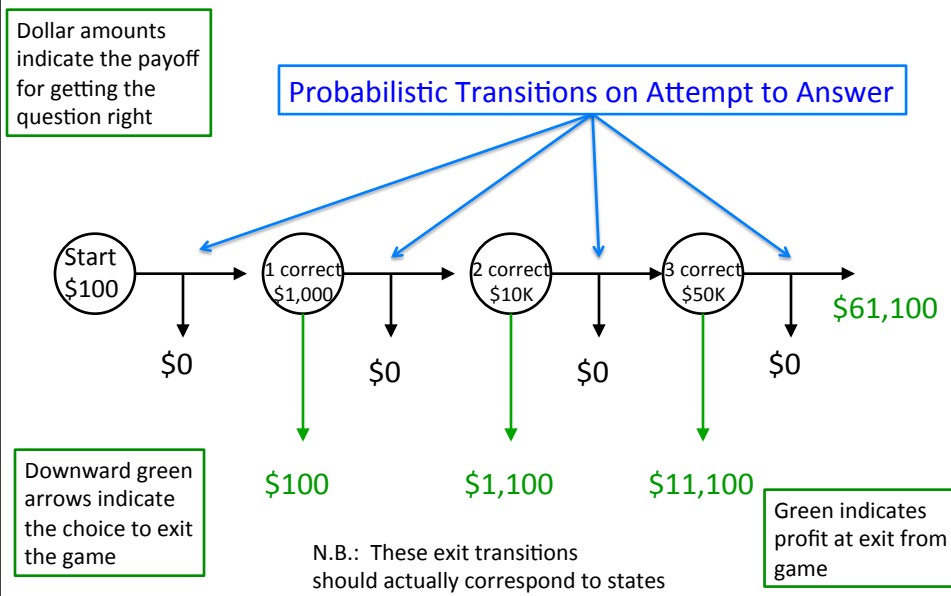 Dollar amounts
indicate the payoff
for getting the
question right
Probabilistic Transitions on Attempt to Answer
Start
$100
1 correct
$1,000
2 correct
$10K
3 correct
$50K
$61,100
$0
$0
$0
$0
$100
$1,100
$11,100
Downward green
arrows indicate
the choice to exit
the game
Green indicates
profit at exit from
game
N.B.: These exit transitions
should actually correspond to states